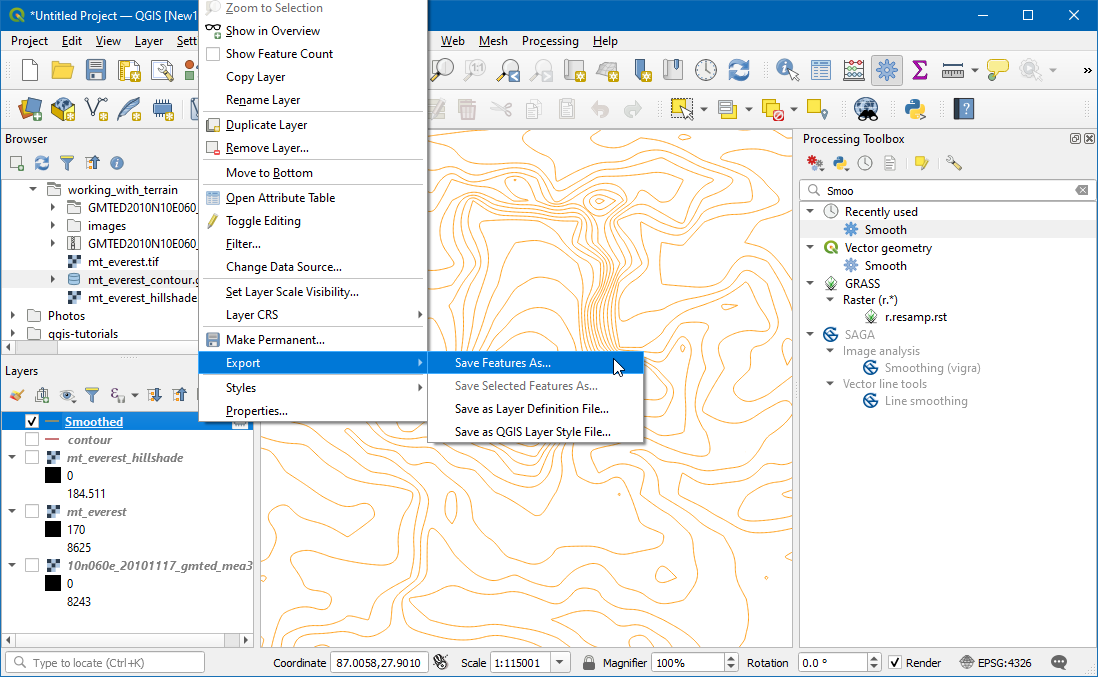 *Untitled Project — QGIS [New1
Project Edit View Layer Sett
Web Mesh Processing Help
Zoom to Selection
Show in Overview
Show Feature Count
Copy Layer
Rename Layer
Duplicate Layer
Remove Layer...
Move to Bottom
Open Attribute Table
Toggle Editing
Filter...
Change Data Source...
Set Layer Scale Visibility...
Layer CRS
Make Permanent...
Export
Styles
Properties...
Save Features As...
Save Selected Features As...
Save as Layer Definition File...
Save as QGIS Layer Style File...
Browser
working_with_terrain
GMTED2010N10E060_
images
GMTED2010N10E060_
mt_everest.tif
mt_everest_contour.g
mt_everest_hillshade
Photos
qgis-tutorials
Layers
Smoothed
contour
mt_everest_hillshade
0
184.511
mt_everest
170
8625
10n060e_20101117_gmted_mea3
0
8243
Processing Toolbox
Smoo
Recently used
Smooth
Vector geometry
Smooth
GRASS
Raster (r.*)
r.resamp.rst
SAGA
Image analysis
Smoothing (vigra)
Vector line tools
Line smoothing
Type to locate (Ctrl+K)
Coordinate 87.0058,27.9010 Scale 1:115001 Magnifier 100% Rotation 0.0 ° Render EPSG:4326